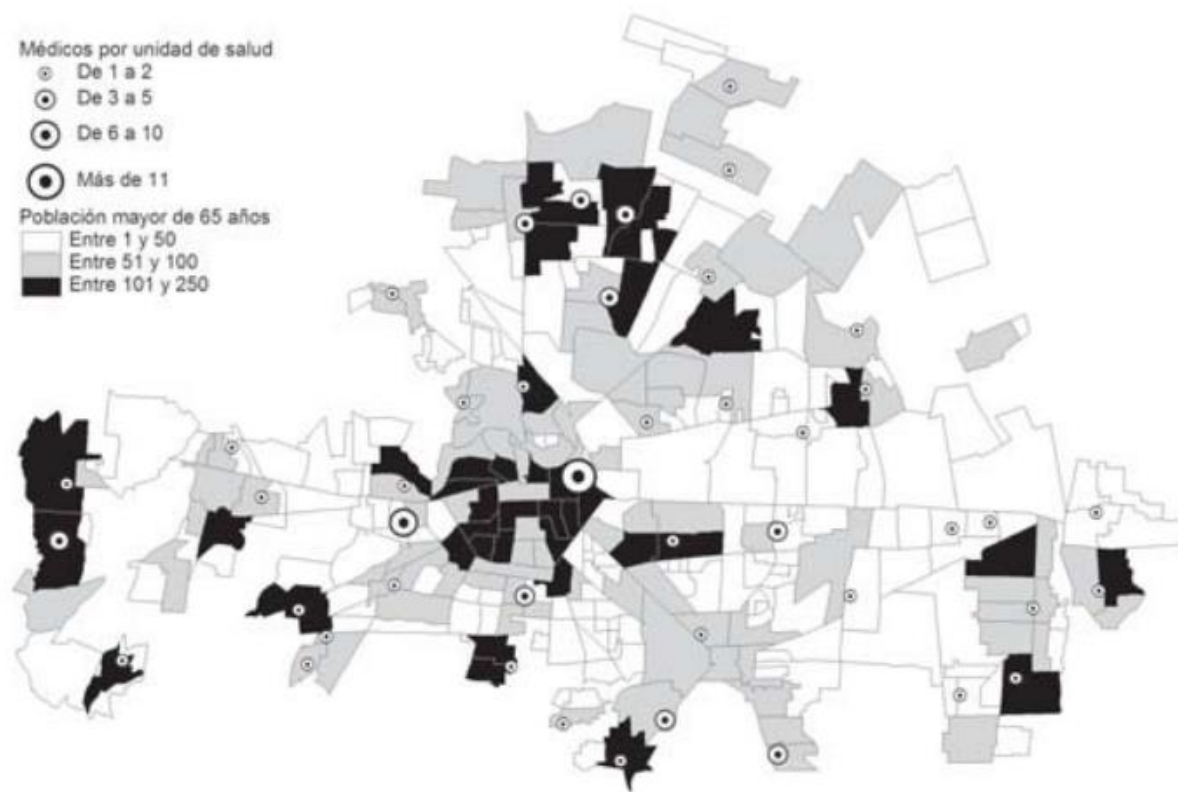 Médicos por unidad de salud
De 1 a 2
De 3 a 5
De 6 a 10
Más de 11
Población mayor de 65 años
Entre 1 y 50
Entre 51 y 100
Entre 101 y 250